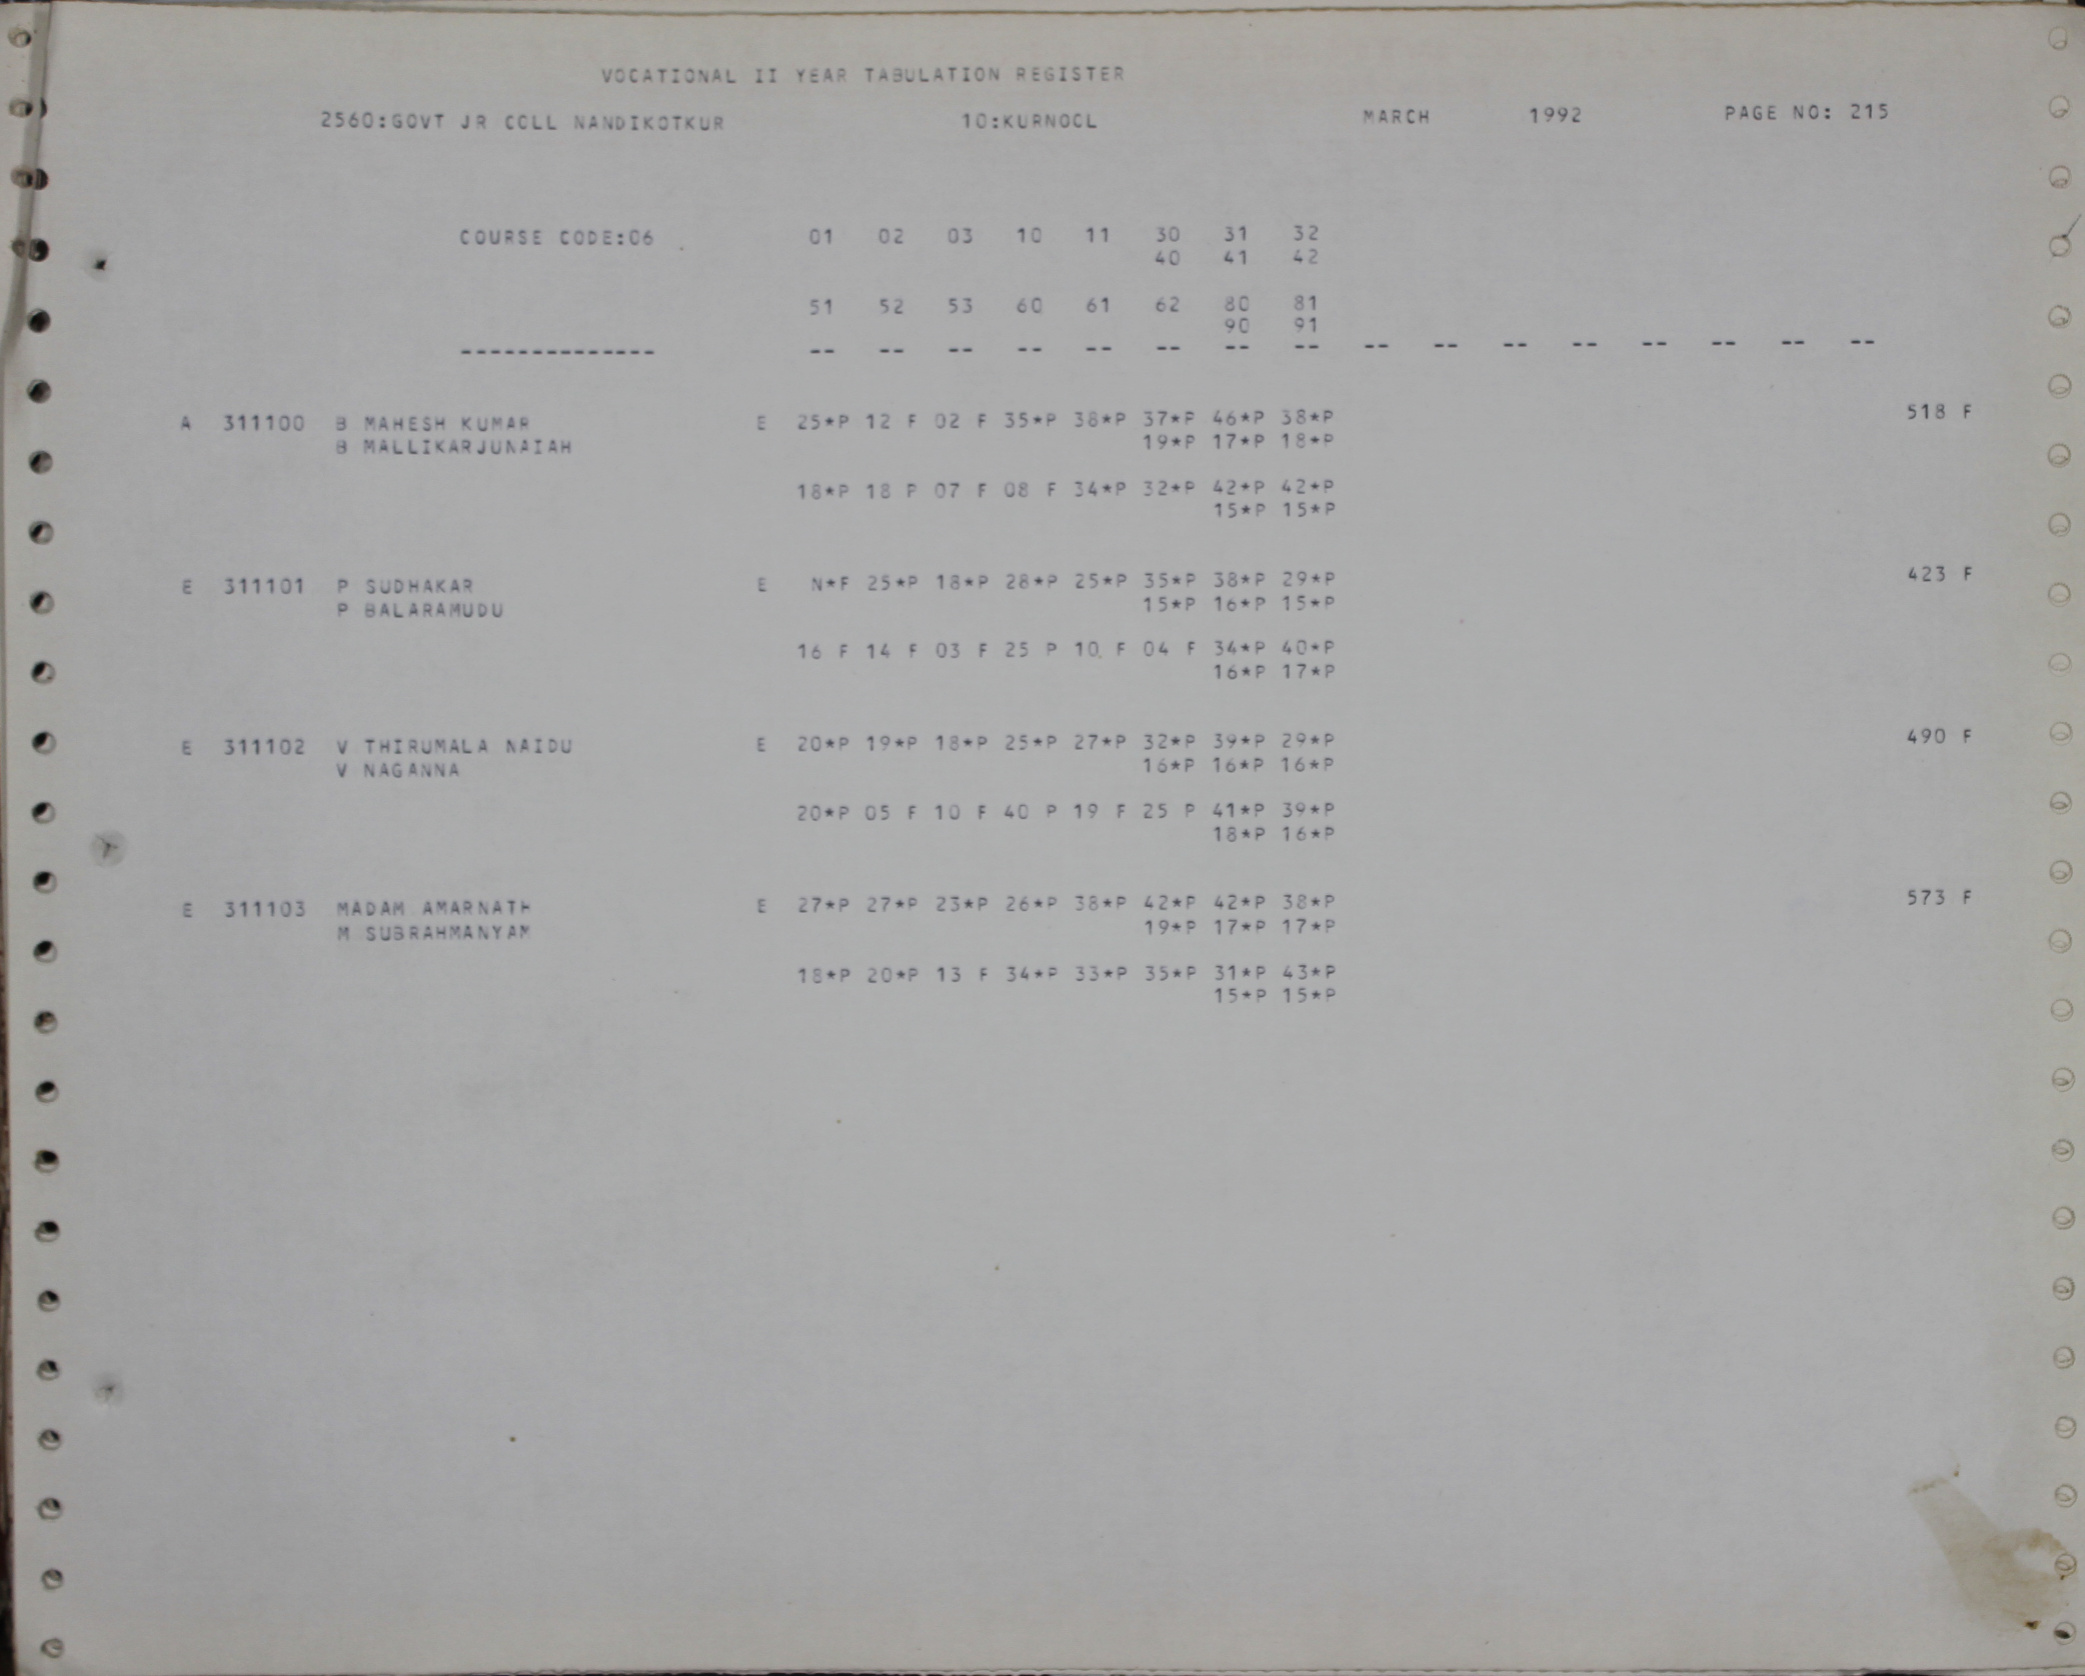 VOCATIONAL II YEAR TABULATION REGISTER
2560:GOVT JR COLL NANDIKOTKUR 10:KURNOOL MARCH 1992 PAGE NO: 215
COURSE CODE:06 01 02 03 10 11 30 31 32
40 41 42
51 52 53 60 61 62 80 81
90 91
-------------- -- -- -- -- -- -- -- -- -- -- -- -- -- -- -- --
A 311100 B MAHESH KUMAR E 25*P 12 F 02 F 35*P 38*P 37*P 46*P 38*P 518 F
B MALLIKARJUNAIAH 19*P 17*P 18*P
18*P 18 P 07 F 08 F 34*P 32*P 42*P 42*P
15*P 15*P
E 311101 P SUDHAKAR E N*F 25*P 18*P 28*P 25*P 35*P 38*P 29*P 423 F
P BALARAMUDU 15*P 16*P 15*P
16 F 14 F 03 F 25 P 10 F 04 F 34*P 40*P
16*P 17*P
E 311102 V THIRUMALA NAIDU E 20*P 19*P 18*P 25*P 27*P 32*P 39*P 29*P 490 F
V NAGANNA 16*P 16*P 16*P
20*P 05 F 10 F 40 P 19 F 25 P 41*P 39*P
18*P 16*P
E 311103 MADAM AMARNATH E 27*P 27*P 23*P 26*P 38*P 42*P 42*P 38*P 573 F
M SUBRAHMANYAM 19*P 17*P 17*P
18*P 20*P 13 F 34*P 33*P 35*P 31*P 43*P
15*P 15*P